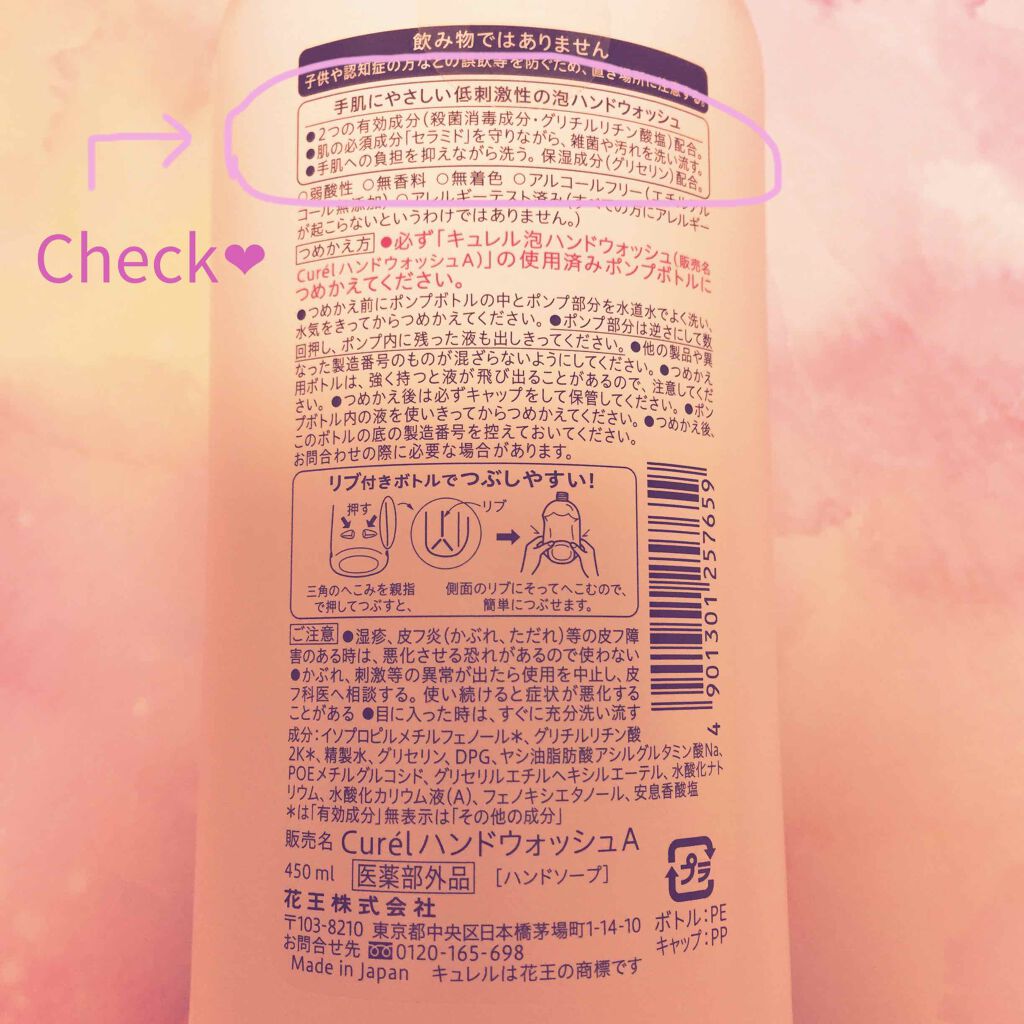 飲み物ではありません
子供や認知症の方などの誤飲等を防ぐため、置き場所に注意する。
手肌にやさしい低刺激性の泡ハンドウォッシュ
●2つの有効成分(殺菌消毒成分・グリチルリチン酸塩)配合。
●肌の必須成分「セラミド」を守りながら、雑菌や汚れを洗い流す。
●手肌への負担を抑えながら洗う。保湿成分(グリセリン)配合。
○弱酸性 ○無香料 ○無着色 ○アルコールフリー(エチルアル
コール無添加) ○アレルギーテスト済み(すべての方にアレルギー
が起こらないというわけではありません。)
Check❤
つめかえ方 ●必ず「キュレル 泡ハンドウォッシュ(販売名
Curél ハンドウォッシュA)」の使用済みポンプボトルに
つめかえてください。
●つめかえ前にポンプボトルの中とポンプ部分を水道水でよく洗い、
水気をきってからつめかえてください。●ポンプ部分は逆さにして数
回押し、ポンプ内に残った液も出しきってください。●他の製品や異
なった製造番号のものが混ざらないようにしてください。●つめかえ
用ボトルは、強く持つと液が飛び出ることがあるので、注意してくだ
さい。●つめかえ後は必ずキャップをして保管してください。●ポン
プボトル内の液を使いきってからつめかえてください。●つめかえ後、
このボトルの底の製造番号を控えておいてください。
お問合わせの際に必要な場合があります。
リブ付きボトルでつぶしやすい!
押す
リブ
三角のへこみを親指
で押してつぶすと、
側面のリブにそってへこむので、
簡単につぶせます。
4 901301 257659
ご注意 ●湿疹、皮フ炎(かぶれ、ただれ)等の皮フ障
害のある時は、悪化させる恐れがあるので使わない
●かぶれ、刺激等の異常が出たら使用を中止し、皮
フ科医へ相談する。使い続けると症状が悪化する
ことがある ●目に入った時は、すぐに充分洗い流す
成分:イソプロピルメチルフェノール*、グリチルリチン酸
2K*、精製水、グリセリン、DPG、ヤシ油脂肪酸アシルグルタミン酸Na、
POEメチルグルコシド、グリセリルエチルヘキシルエーテル、水酸化ナト
リウム、水酸化カリウム液(A)、フェノキシエタノール、安息香酸塩
*は「有効成分」無表示は「その他の成分」
販売名 Curél ハンドウォッシュA
450 ml 医薬部外品 [ハンドソープ]
花王株式会社
〒103-8210 東京都中央区日本橋茅場町1-14-10
お問合せ先 0120-165-698
Made in Japan キュレルは花王の商標です
プラ
ボトル:PE
キャップ:PP